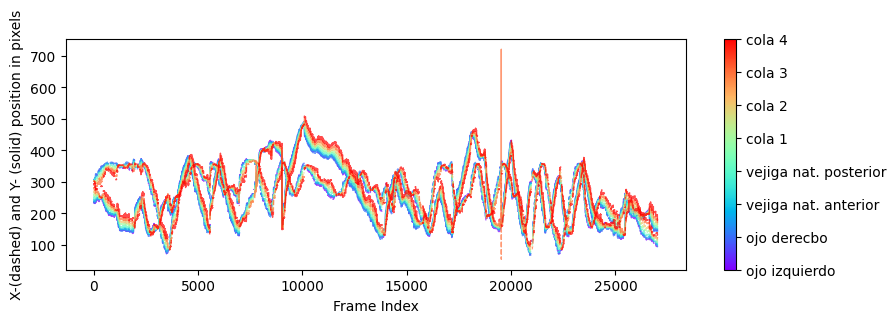 X-(dashed) and Y- (solid) position in pixels
700
600
500
400
300
200
100
0
5000
10000
15000
20000
25000
Frame Index
cola 4
cola 3
cola 2
cola 1
vejiga nat. posterior
vejiga nat. anterior
ojo derecbo
ojo izquierdo